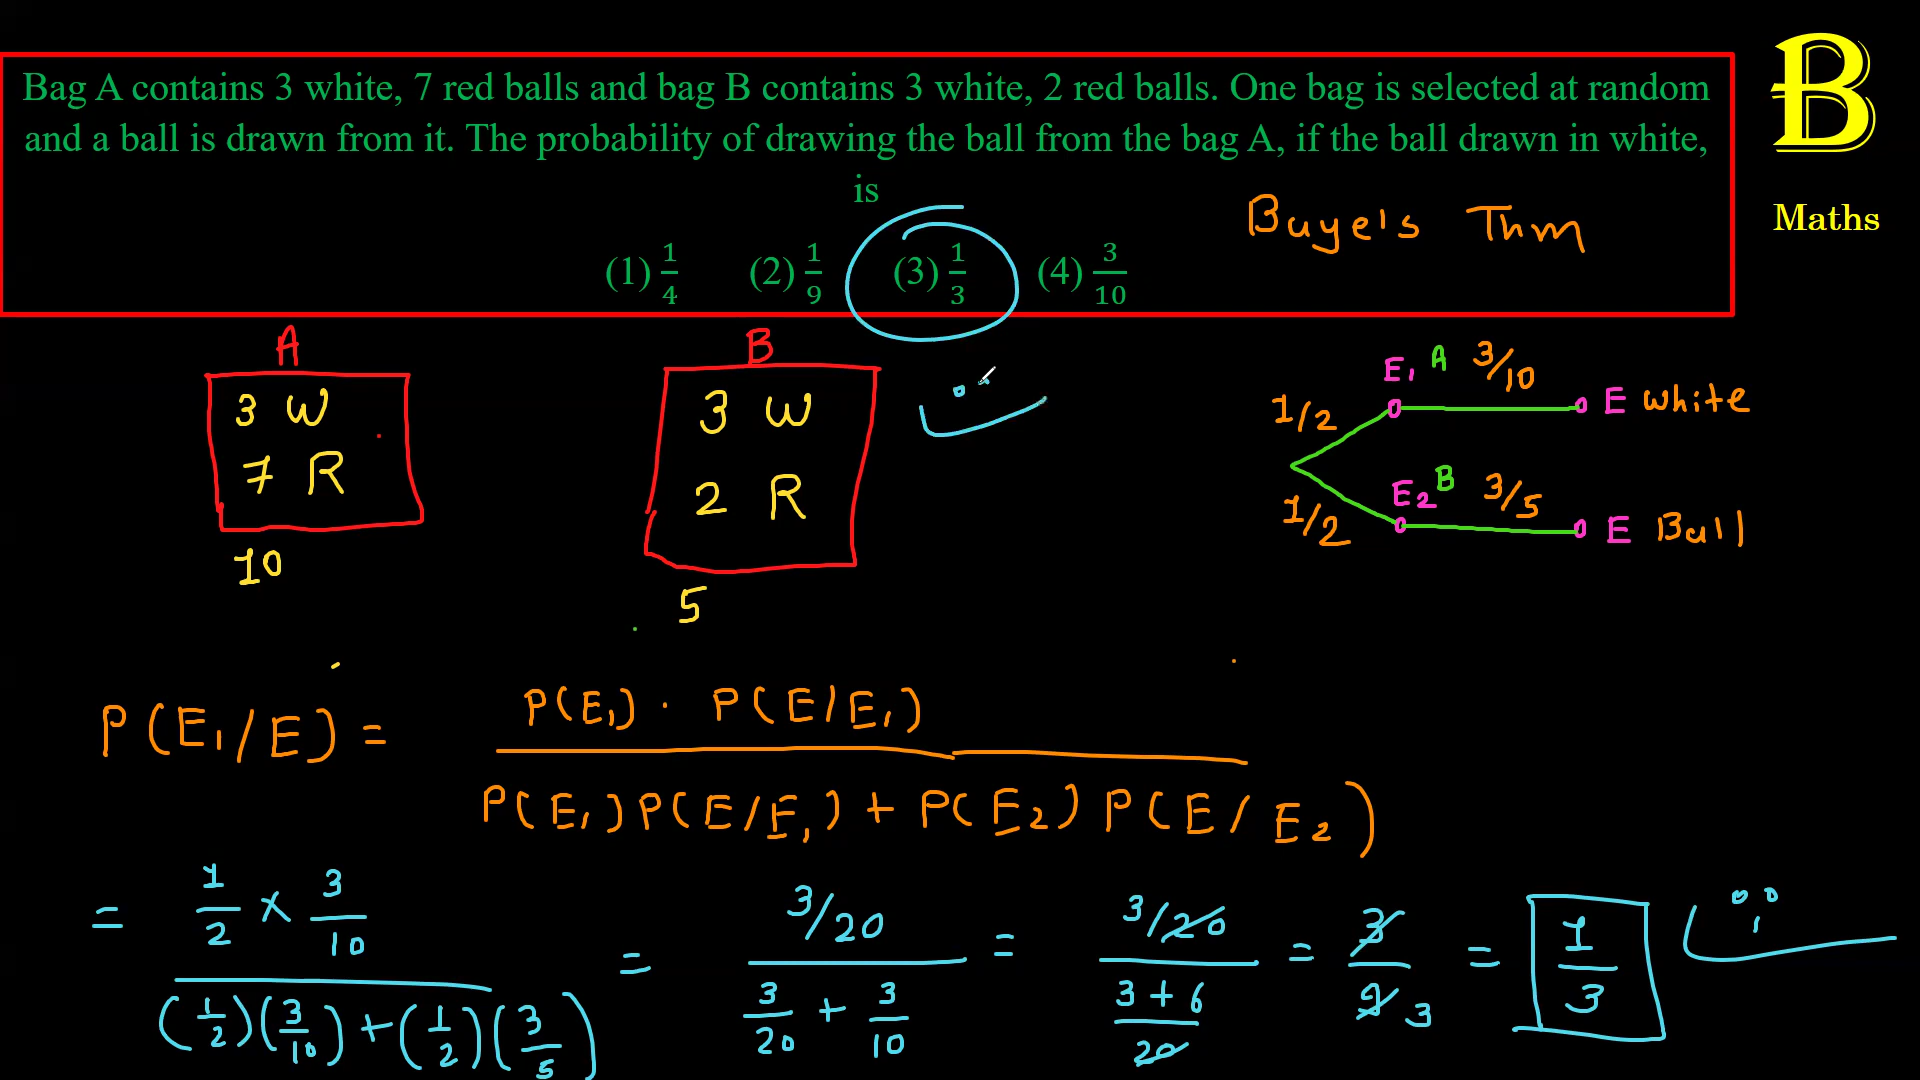 Bag A contains 3 white, 7 red balls and bag B contains 3 white, 2 red balls. One bag is selected at random
and a ball is drawn from it. The probability of drawing the ball from the bag A, if the ball drawn in white,
is
(1) 1/4 (2) 1/9 (3) 1/3 (4) 3/10
Baye's Thm
B
Maths
A
3 W
7 R
10
B
3 W
2 R
5
1/2 E₁ A 3/10 E White
1/2 E₂ B 3/5 E Ball
P(E₁/E) = P(E₁) · P(E/E₁)
P(E₁)P(E/E₁) + P(E₂)P(E/E₂)
= 1/2 × 3/10 = 3/20 = 3/20 = 3/9 3 = 1/3
(1/2)(3/10) + (1/2)(3/5) 3/20 + 3/10 3+6/20